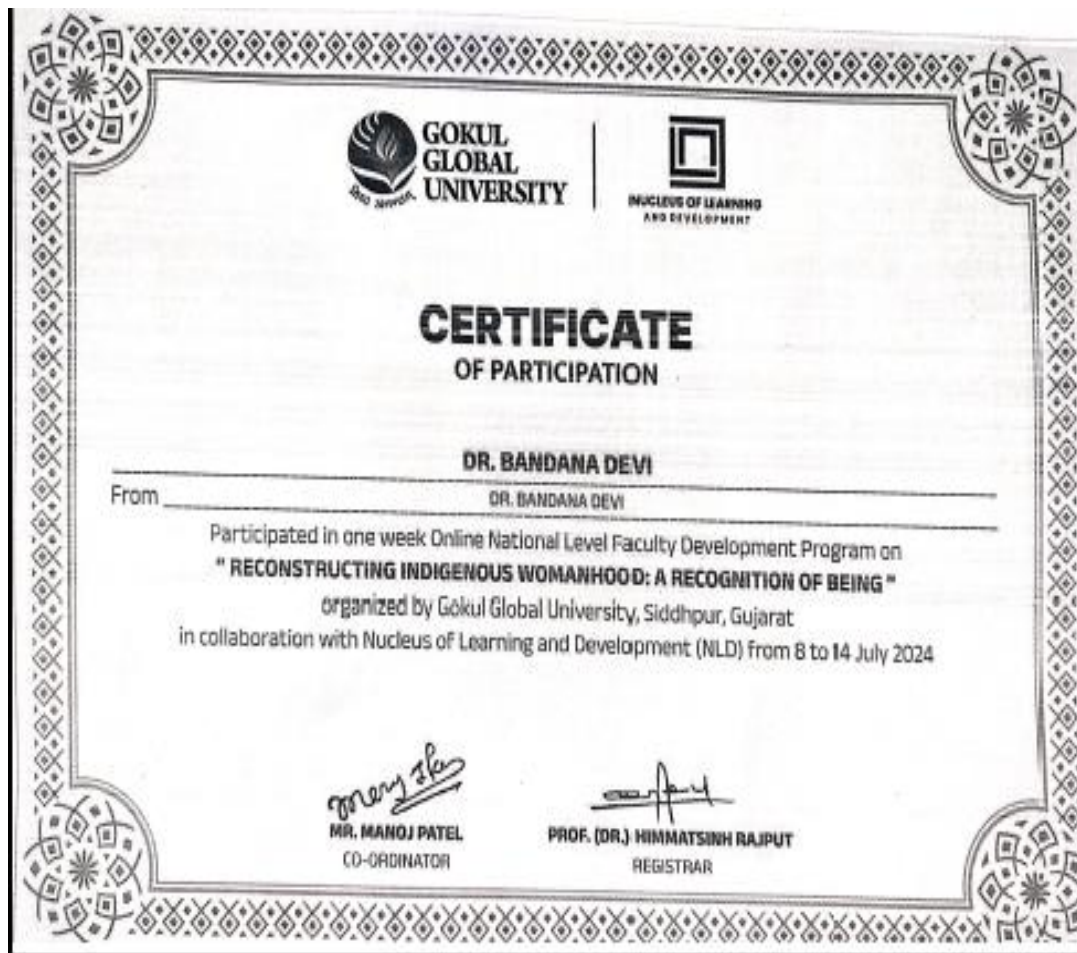 GOKUL
GLOBAL
UNIVERSITY
NUCLEUS OF LEARNING
AND DEVELOPMENT
CERTIFICATE
OF PARTICIPATION
DR. BANDANA DEVI
From DR. BANDANA DEVI
Participated in one week Online National Level Faculty Development Program on
" RECONSTRUCTING INDIGENOUS WOMANHOOD: A RECOGNITION OF BEING "
organized by Gokul Global University, Siddhpur, Gujarat
in collaboration with Nucleus of Learning and Development (NLD) from 8 to 14 July 2024
MR. MANOJ PATEL
CO-ORDINATOR
PROF. (DR.) HIMMATSINH RAJPUT
REGISTRAR